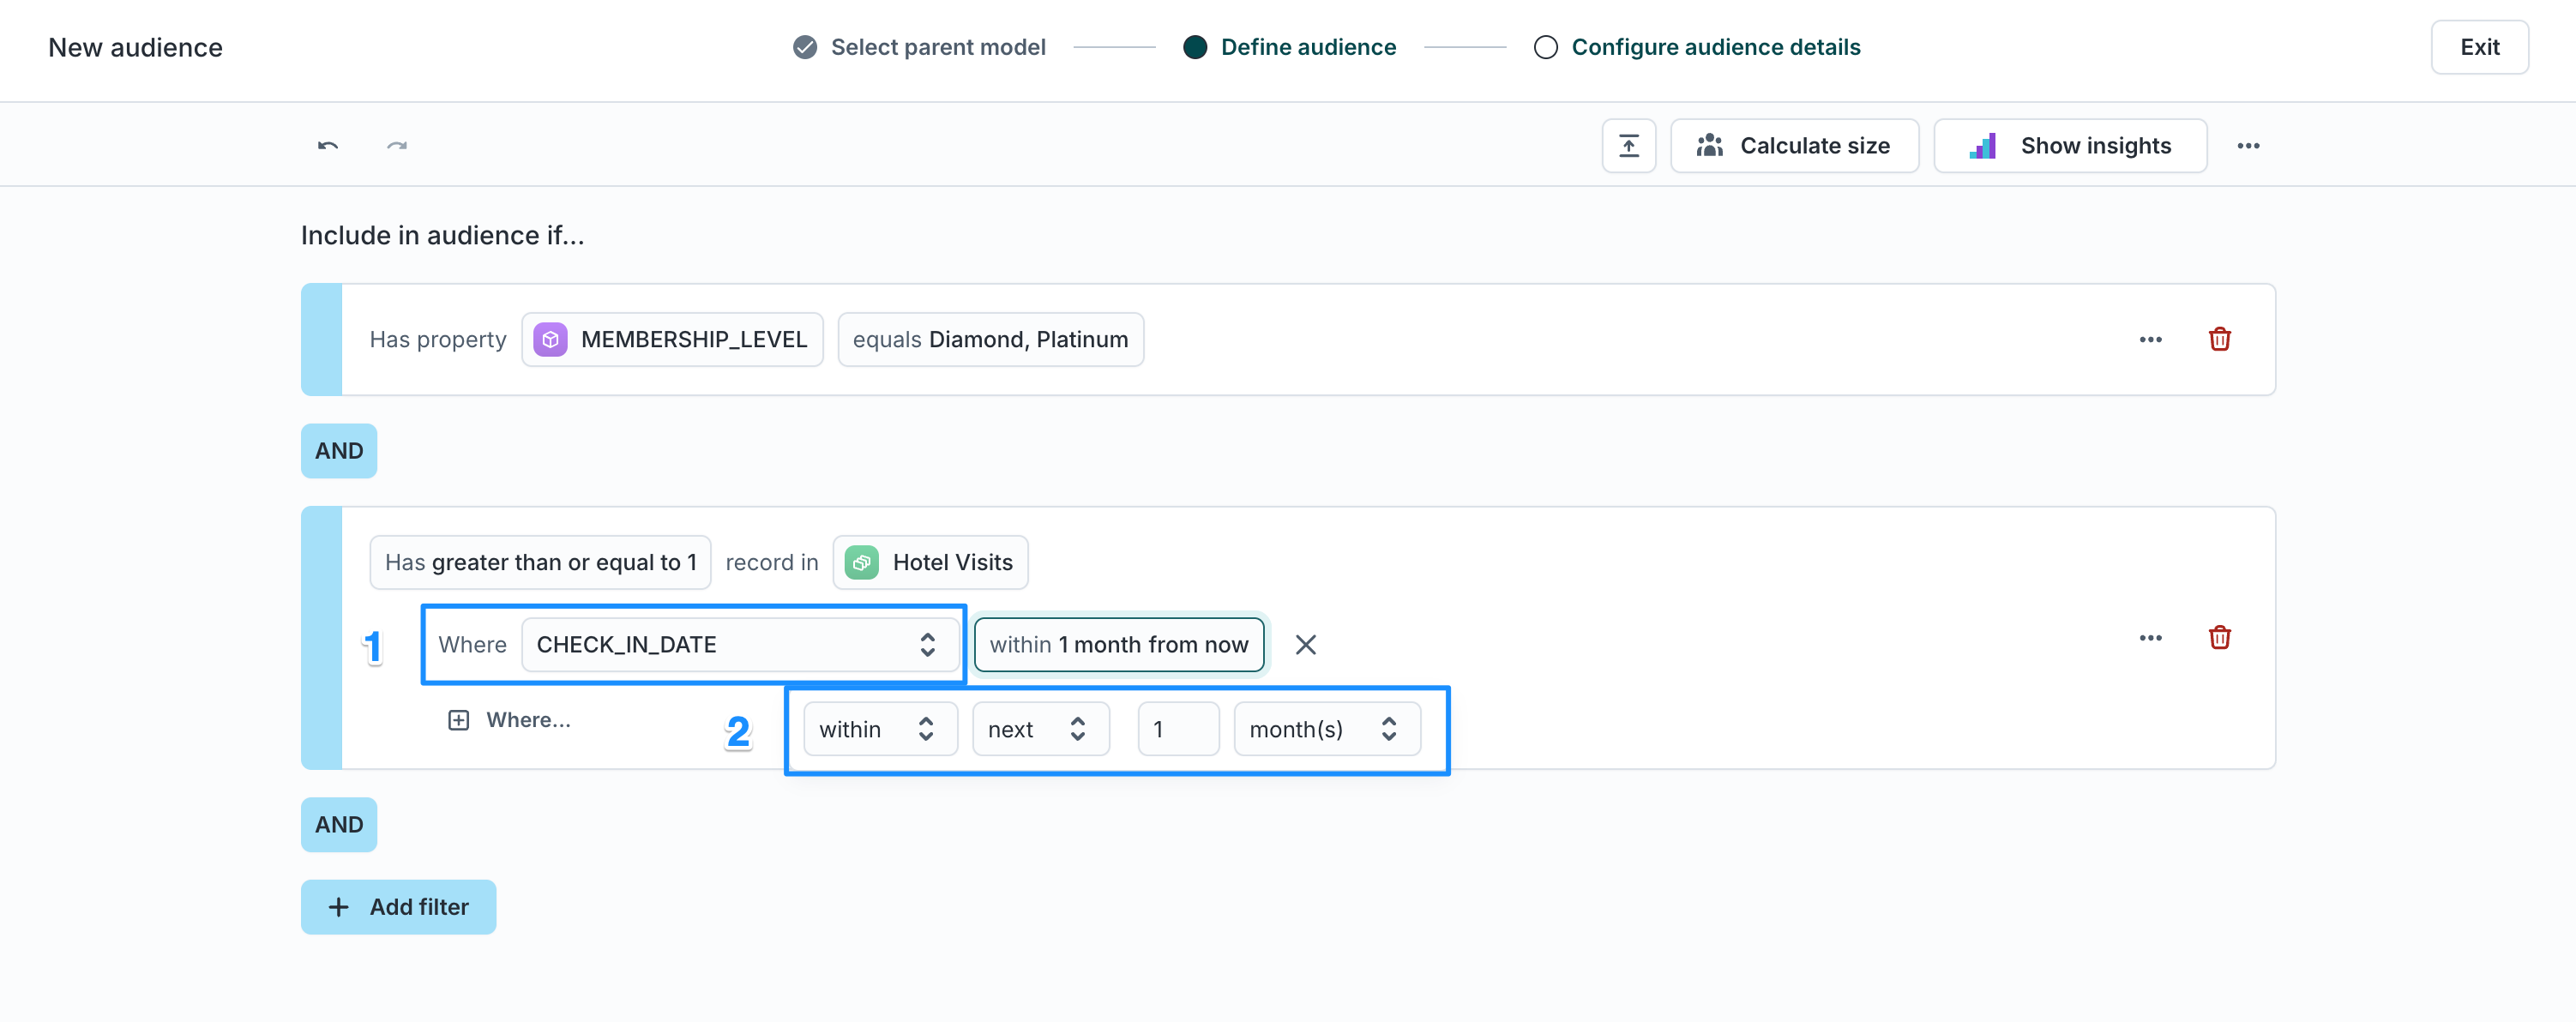 New audience
Select parent model
Define audience
Configure audience details
Exit
Calculate size
Show insights
Include in audience if...
Has property MEMBERSHIP_LEVEL equals Diamond, Platinum
AND
Has greater than or equal to 1 record in Hotel Visits
1 Where CHECK_IN_DATE within 1 month from now
Where...
2 within next 1 month(s)
AND
Add filter